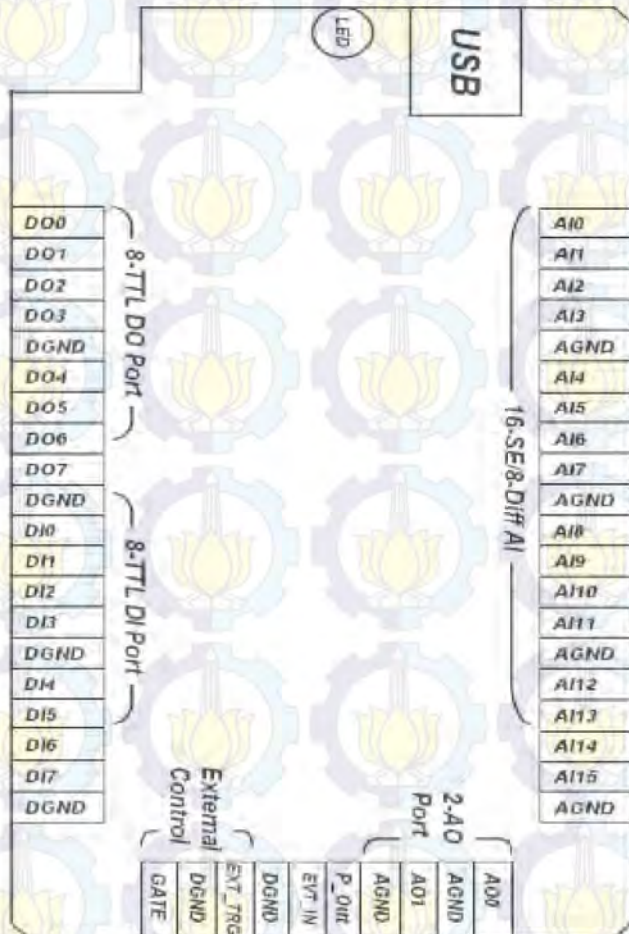 LED
USB
DO0
DO1
DO2
DO3
DGND
DO4
DO5
DO6
DO7
DGND
DI0
DI1
DI2
DI3
DGND
DI4
DI5
DI6
DI7
DGND
8-TTL DO Port
8-TTL DI Port
16-SE/8-Diff AI
AI0
AI1
AI2
AI3
AGND
AI4
AI5
AI6
AI7
AGND
AI8
AI9
AI10
AI11
AGND
AI12
AI13
AI14
AI15
AGND
External
Control
2-AO
Port
GATE
DGND
EXT_TRG
DGND
EVT IN
P_Out
AGND
AO1
AGND
AO0